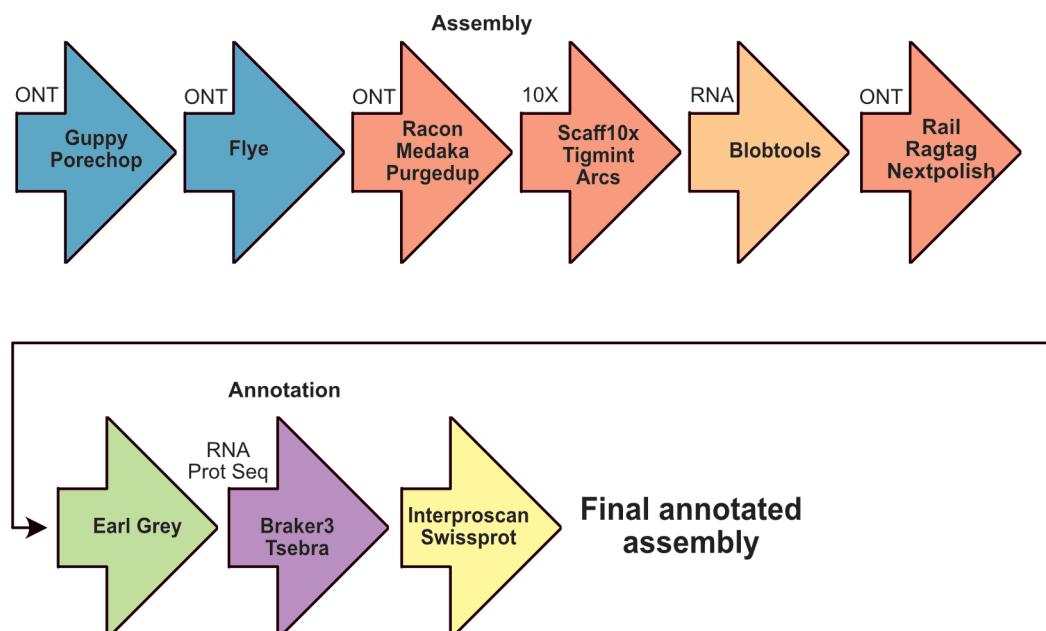 Assembly
ONT
Guppy
Porechop
ONT
Flye
ONT
Racon
Medaka
Purgedup
10X
Scaff10x
Tigmint
Arcs
RNA
Blobtools
ONT
Rail
Ragtag
Nextpolish
Annotation
Earl Grey
RNA
Prot Seq
Braker3
Tsebra
Interproscan
Swissprot
Final annotated
assembly